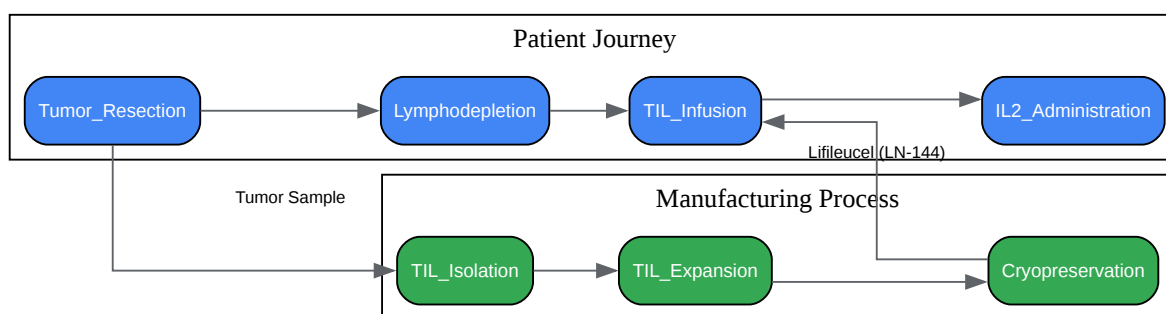 Patient Journey
Tumor_Resection
Lymphodepletion
TIL_Infusion
IL2_Administration
Lifileucel (LN-144)
Tumor Sample
Manufacturing Process
TIL_Isolation
TIL_Expansion
Cryopreservation